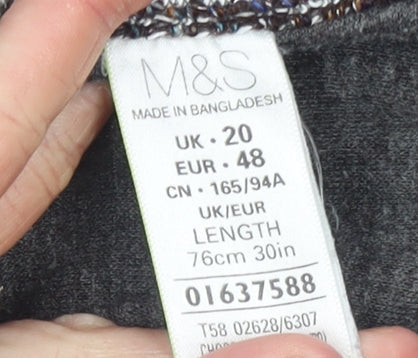 M&S
MADE IN BANGLADESH
UK • 20
EUR • 48
CN • 165/94A
UK/EUR
LENGTH
76cm 30in
01637588
T58 02628/6307